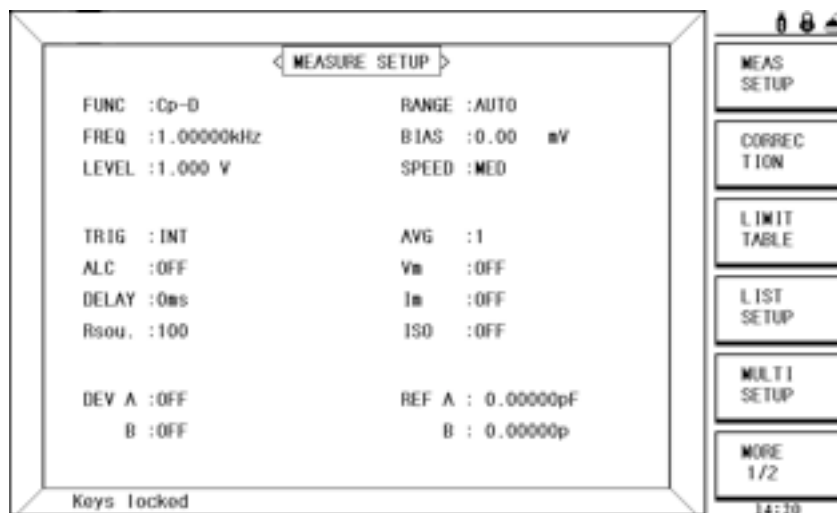 MEASURE SETUP
FUNC :Cp-D RANGE :AUTO
FREQ :1.00000kHz BIAS :0.00 mV
LEVEL :1.000 V SPEED :MED
TRIG :INT AVG :1
ALC :OFF Vm :OFF
DELAY :0ms Im :OFF
Rsou. :100 ISO :OFF
DEV A :OFF REF A : 0.00000pF
B :OFF B : 0.00000p
Keys locked
MEAS
SETUP
CORREC
TION
LIMIT
TABLE
LIST
SETUP
MULTI
SETUP
MORE
1/2
14:20